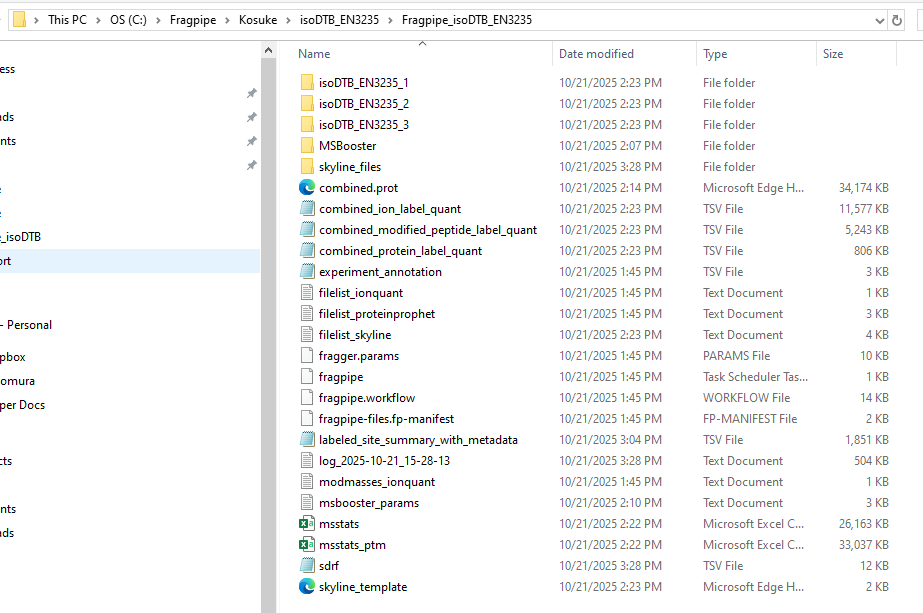 This PC > OS (C:) > Fragpipe > Kosuke > isoDTB_EN3235 > Fragpipe_isoDTB_EN3235
Name Date modified Type Size
isoDTB_EN3235_1 10/21/2025 2:23 PM File folder
isoDTB_EN3235_2 10/21/2025 2:23 PM File folder
isoDTB_EN3235_3 10/21/2025 2:23 PM File folder
MSBooster 10/21/2025 2:07 PM File folder
skyline_files 10/21/2025 3:28 PM File folder
combined.prot 10/21/2025 2:14 PM Microsoft Edge H... 34,174 KB
combined_ion_label_quant 10/21/2025 2:23 PM TSV File 11,577 KB
combined_modified_peptide_label_quant 10/21/2025 2:23 PM TSV File 5,243 KB
combined_protein_label_quant 10/21/2025 2:23 PM TSV File 806 KB
experiment_annotation 10/21/2025 1:45 PM TSV File 3 KB
filelist_ionquant 10/21/2025 1:45 PM Text Document 1 KB
filelist_proteinprophet 10/21/2025 1:45 PM Text Document 3 KB
filelist_skyline 10/21/2025 2:23 PM Text Document 4 KB
fragger.params 10/21/2025 1:45 PM PARAMS File 10 KB
fragpipe 10/21/2025 1:45 PM Task Scheduler Tas... 1 KB
fragpipe.workflow 10/21/2025 1:45 PM WORKFLOW File 14 KB
fragpipe-files.fp-manifest 10/21/2025 1:45 PM FP-MANIFEST File 2 KB
labeled_site_summary_with_metadata 10/21/2025 3:04 PM TSV File 1,851 KB
log_2025-10-21_15-28-13 10/21/2025 3:28 PM Text Document 504 KB
modmasses_ionquant 10/21/2025 1:45 PM Text Document 1 KB
msbooster_params 10/21/2025 2:10 PM Text Document 3 KB
msstats 10/21/2025 2:22 PM Microsoft Excel C... 26,163 KB
msstats_ptm 10/21/2025 2:22 PM Microsoft Excel C... 33,037 KB
sdrf 10/21/2025 3:28 PM TSV File 12 KB
skyline_template 10/21/2025 2:23 PM Microsoft Edge H... 2 KB
ess
nds
nts
e_isoDTB
ort
- Personal
pbox
omura
per Docs
cts
nts
nds